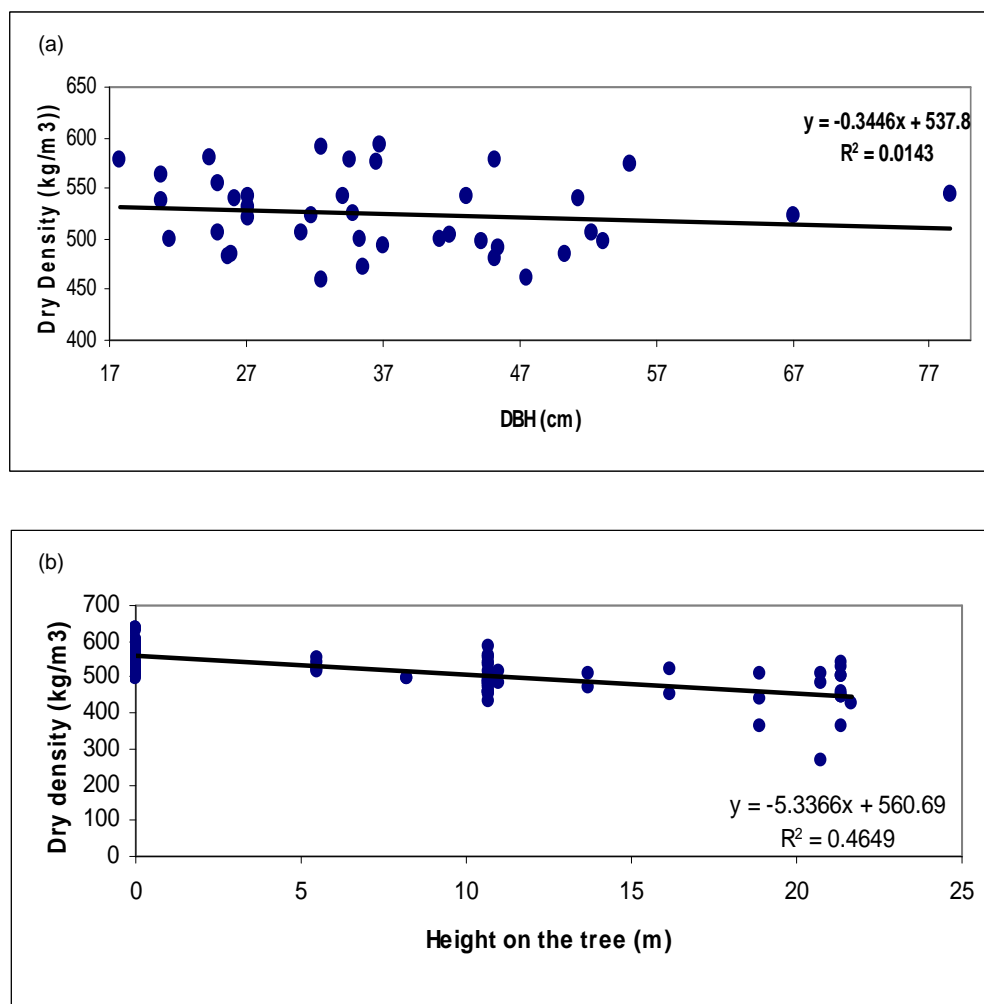 (a)
650
600
550
500
450
400
Dry Density (kg/m3))
y = -0.3446x + 537.8
R² = 0.0143
17 27 37 47 57 67 77
DBH (cm)
(b)
700
600
500
400
300
200
100
0
Dry density (kg/m3)
y = -5.3366x + 560.69
R² = 0.4649
0 5 10 15 20 25
Height on the tree (m)